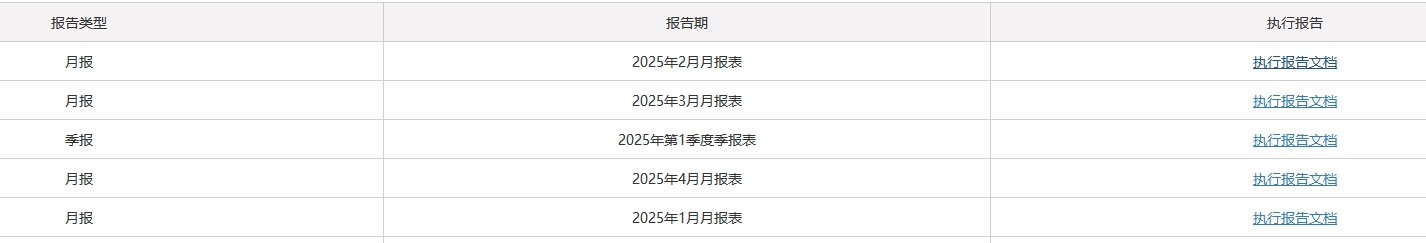 报告类型 报告期 执行报告
月报 2025年2月月报表 执行报告文档
月报 2025年3月月报表 执行报告文档
季报 2025年第1季度季报表 执行报告文档
月报 2025年4月月报表 执行报告文档
月报 2025年1月月报表 执行报告文档